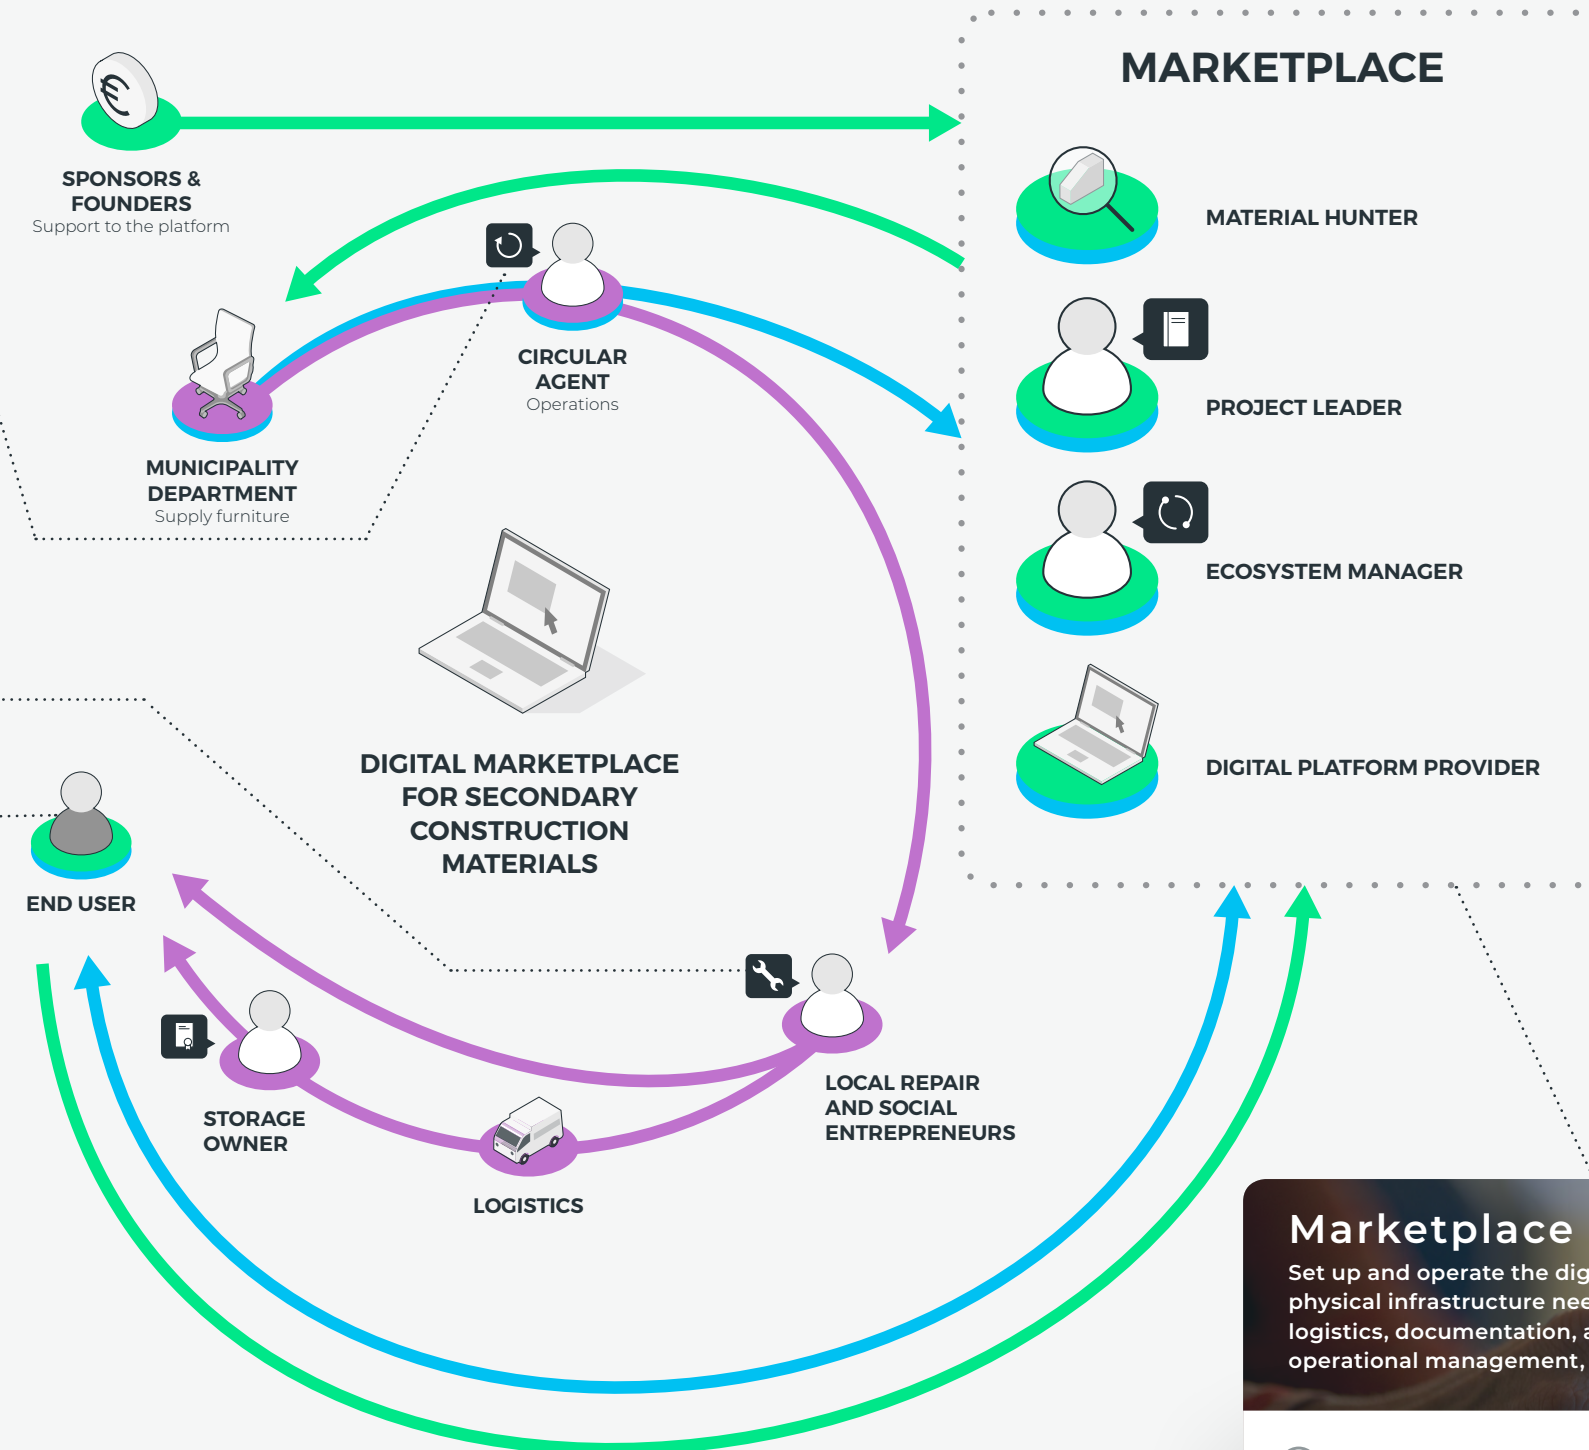 MARKETPLACE
SPONSORS &
FOUNDERS
Support to the platform
MATERIAL HUNTER
CIRCULAR
AGENT
Operations
PROJECT LEADER
MUNICIPALITY
DEPARTMENT
Supply furniture
ECOSYSTEM MANAGER
DIGITAL MARKETPLACE
FOR SECONDARY
CONSTRUCTION
MATERIALS
DIGITAL PLATFORM PROVIDER
END USER
LOCAL REPAIR
AND SOCIAL
ENTREPRENEURS
STORAGE
OWNER
LOGISTICS
Marketplace
Set up and operate the dig
physical infrastructure nee
logistics, documentation, a
operational management,